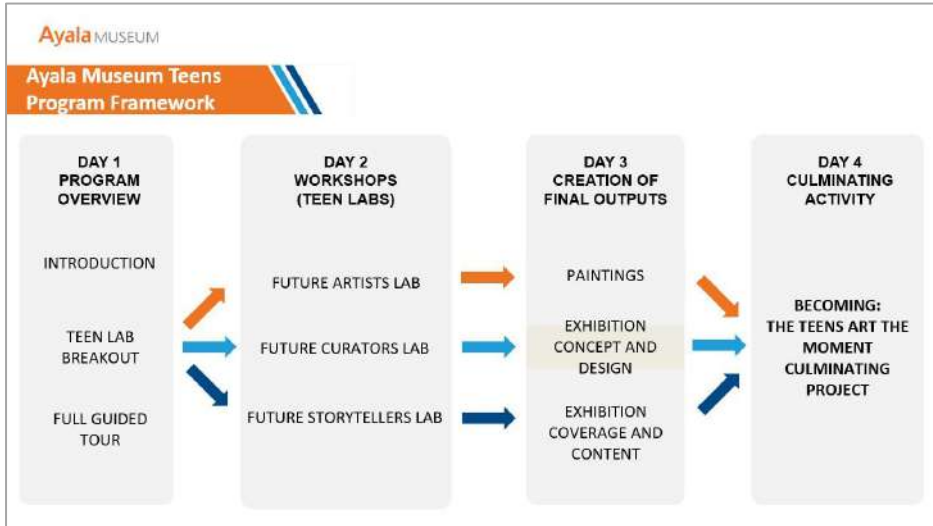 Ayala MUSEUM
Ayala Museum Teens
Program Framework
DAY 1
PROGRAM
OVERVIEW
INTRODUCTION
TEEN LAB
BREAKOUT
FULL GUIDED
TOUR
DAY 2
WORKSHOPS
(TEEN LABS)
FUTURE ARTISTS LAB
FUTURE CURATORS LAB
FUTURE STORYTELLERS LAB
DAY 3
CREATION OF
FINAL OUTPUTS
PAINTINGS
EXHIBITION
CONCEPT AND
DESIGN
EXHIBITION
COVERAGE AND
CONTENT
DAY 4
CULMINATING
ACTIVITY
BECOMING:
THE TEENS ART THE
MOMENT
CULMINATING
PROJECT